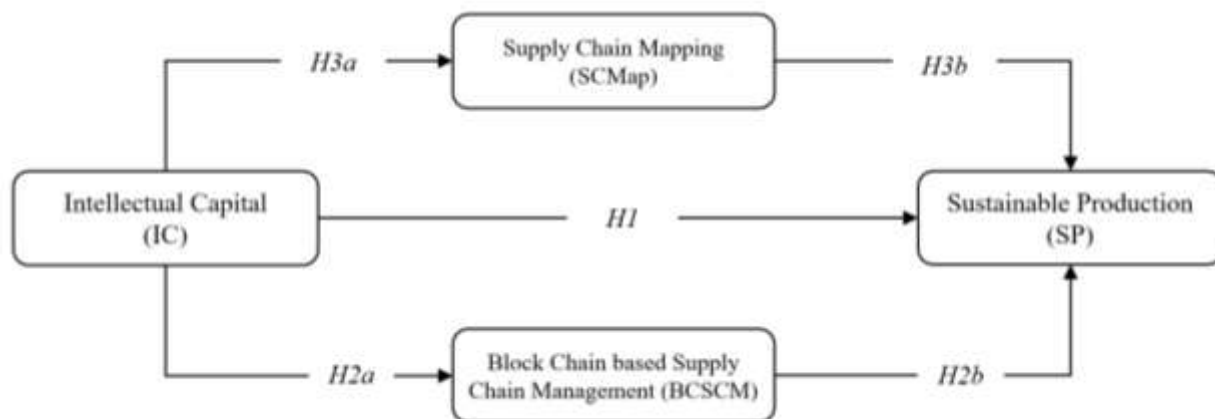 H3a
Supply Chain Mapping
(SCMap)
H3b
Intellectual Capital
(IC)
H1
Sustainable Production
(SP)
H2a
Block Chain based Supply
Chain Management (BCSCM)
H2b